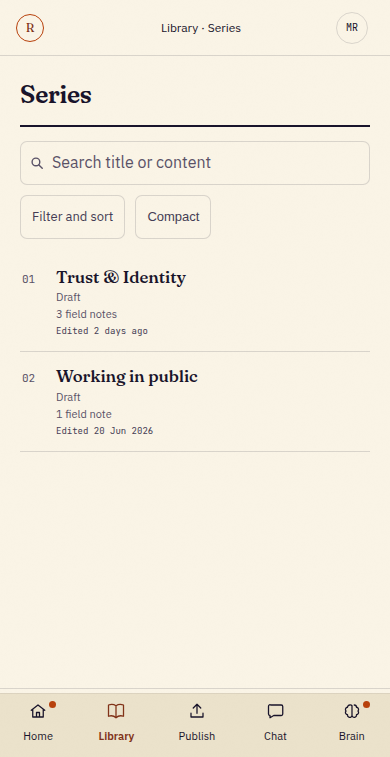 R
Library · Series
MR
Series
Search title or content
Filter and sort
Compact
01
Trust & Identity
Draft
3 field notes
Edited 2 days ago
02
Working in public
Draft
1 field note
Edited 20 Jun 2026
Home
Library
Publish
Chat
Brain